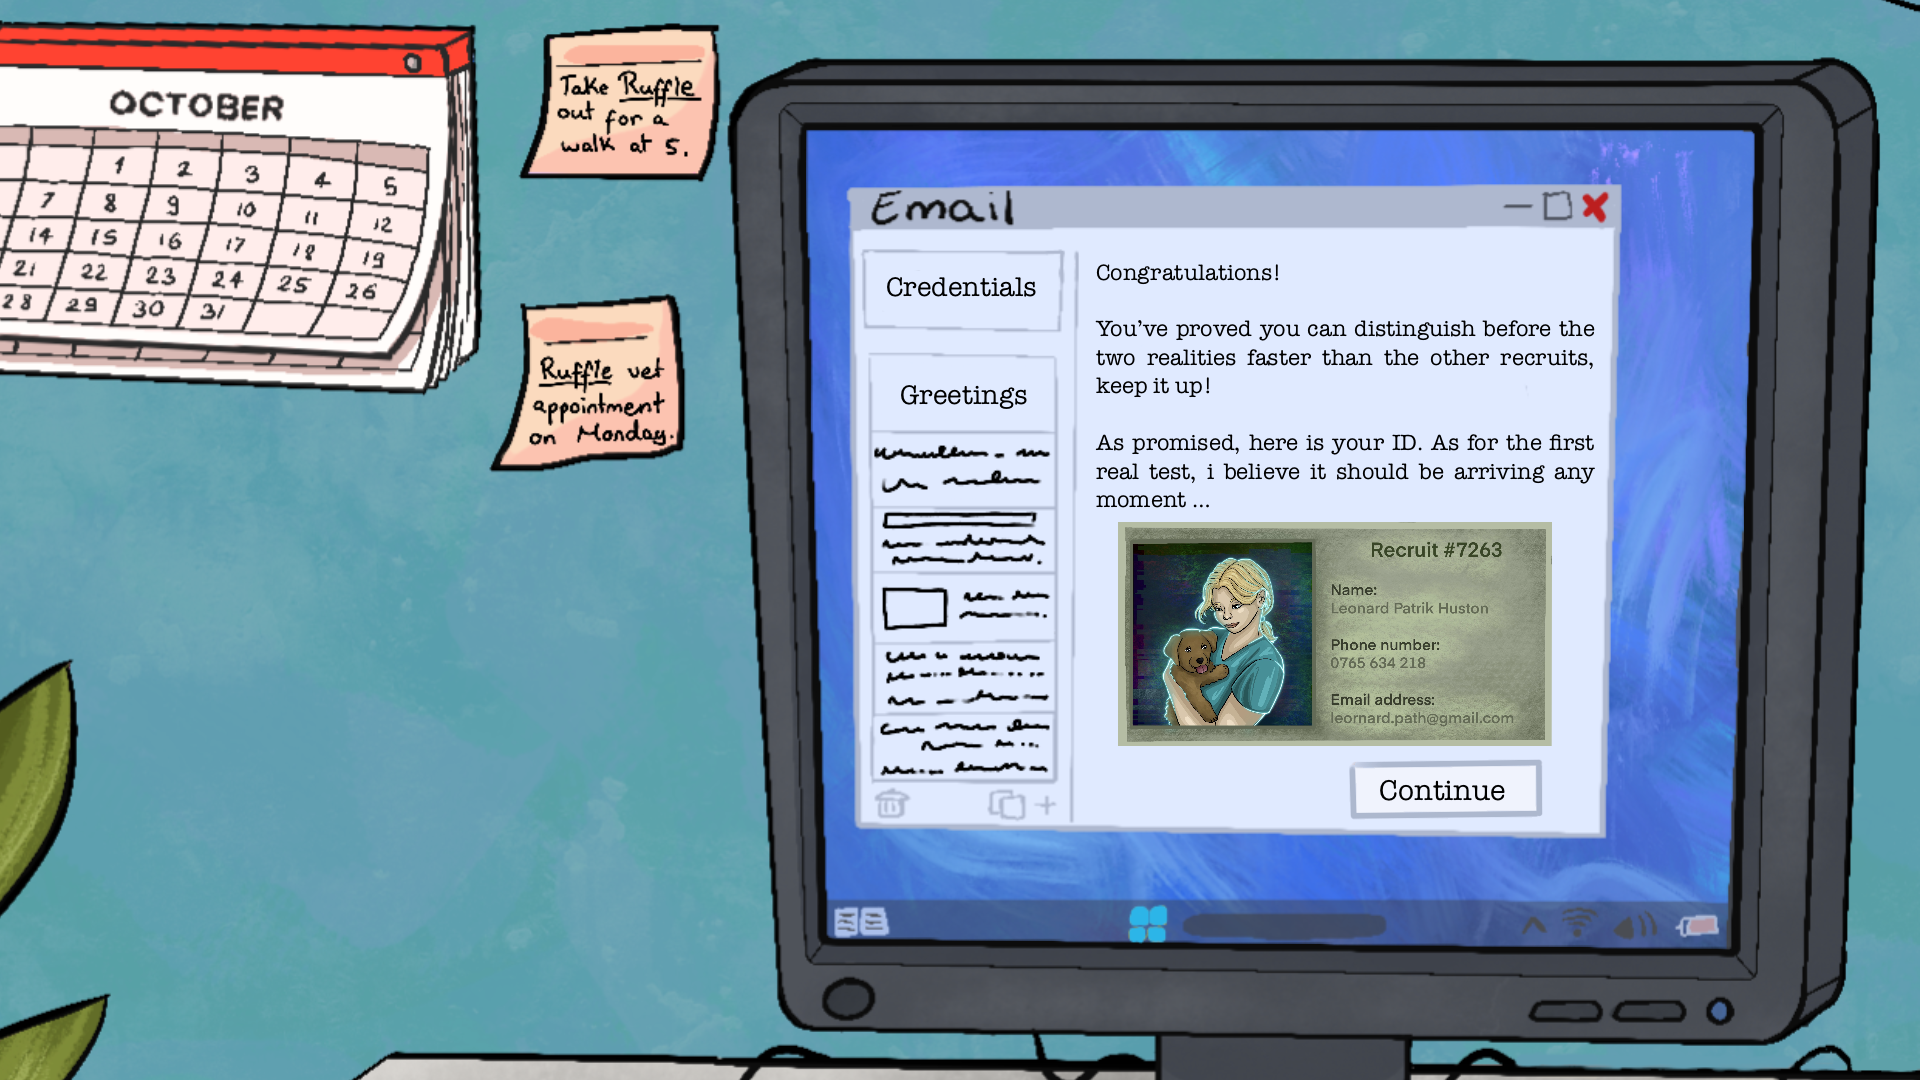 OCTOBER
1 2 3 4 5
7 8 9 10 11 12
14 15 16 17 18 19
21 22 23 24 25 26
28 29 30 31
Take Ruffle
out for a
walk at 5.
Ruffle vet
appointment
on Monday.
Email
Credentials
Greetings
Congratulations!
You've proved you can distinguish before the
two realities faster than the other recruits,
keep it up!
As promised, here is your ID. As for the first
real test, i believe it should be arriving any
moment ...
Recruit #7263
Name:
Leonard Patrik Huston
Phone number:
0765 634 218
Email address:
leornard.path@gmail.com
Continue